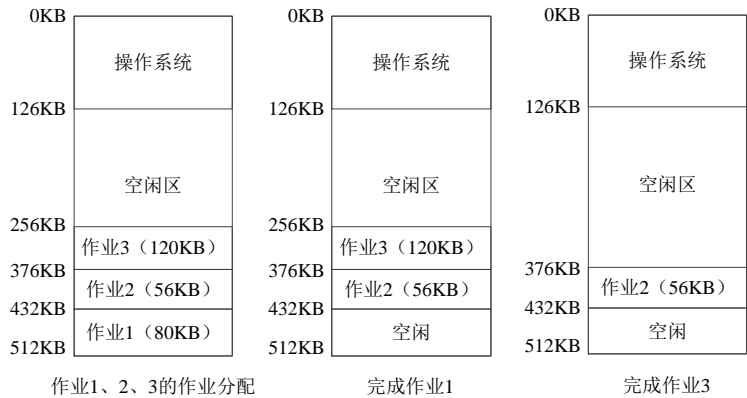 0KB
操作系统
126KB
空闲区
256KB
作业3（120KB）
376KB
作业2（56KB）
432KB
作业1（80KB）
512KB
作业1、2、3的作业分配
0KB
操作系统
126KB
空闲区
256KB
作业3（120KB）
376KB
作业2（56KB）
432KB
空闲
512KB
完成作业1
0KB
操作系统
126KB
空闲区
376KB
作业2（56KB）
432KB
空闲
512KB
完成作业3